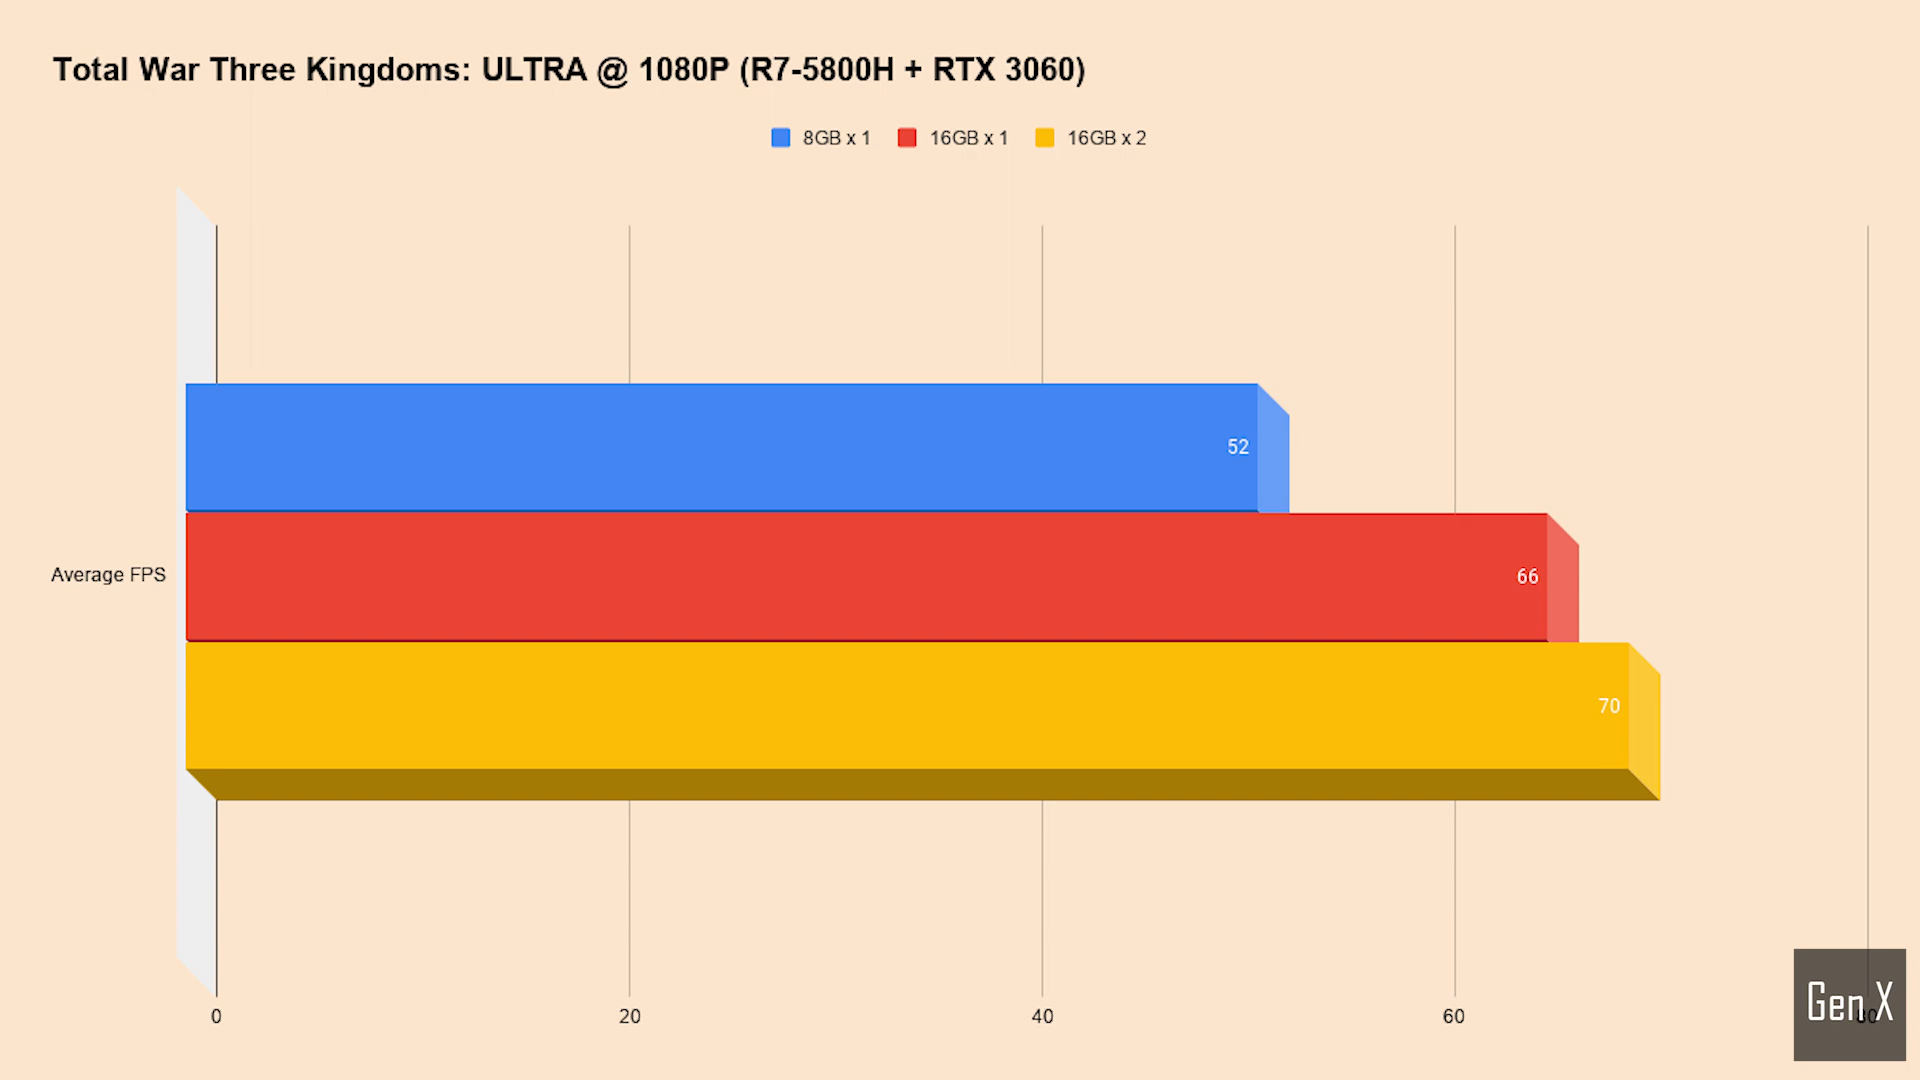 Total War Three Kingdoms: ULTRA @ 1080P (R7-5800H + RTX 3060)
8GB x 1 16GB x 1 16GB x 2
52
Average FPS
66
70
0 20 40 60 80
Gen X